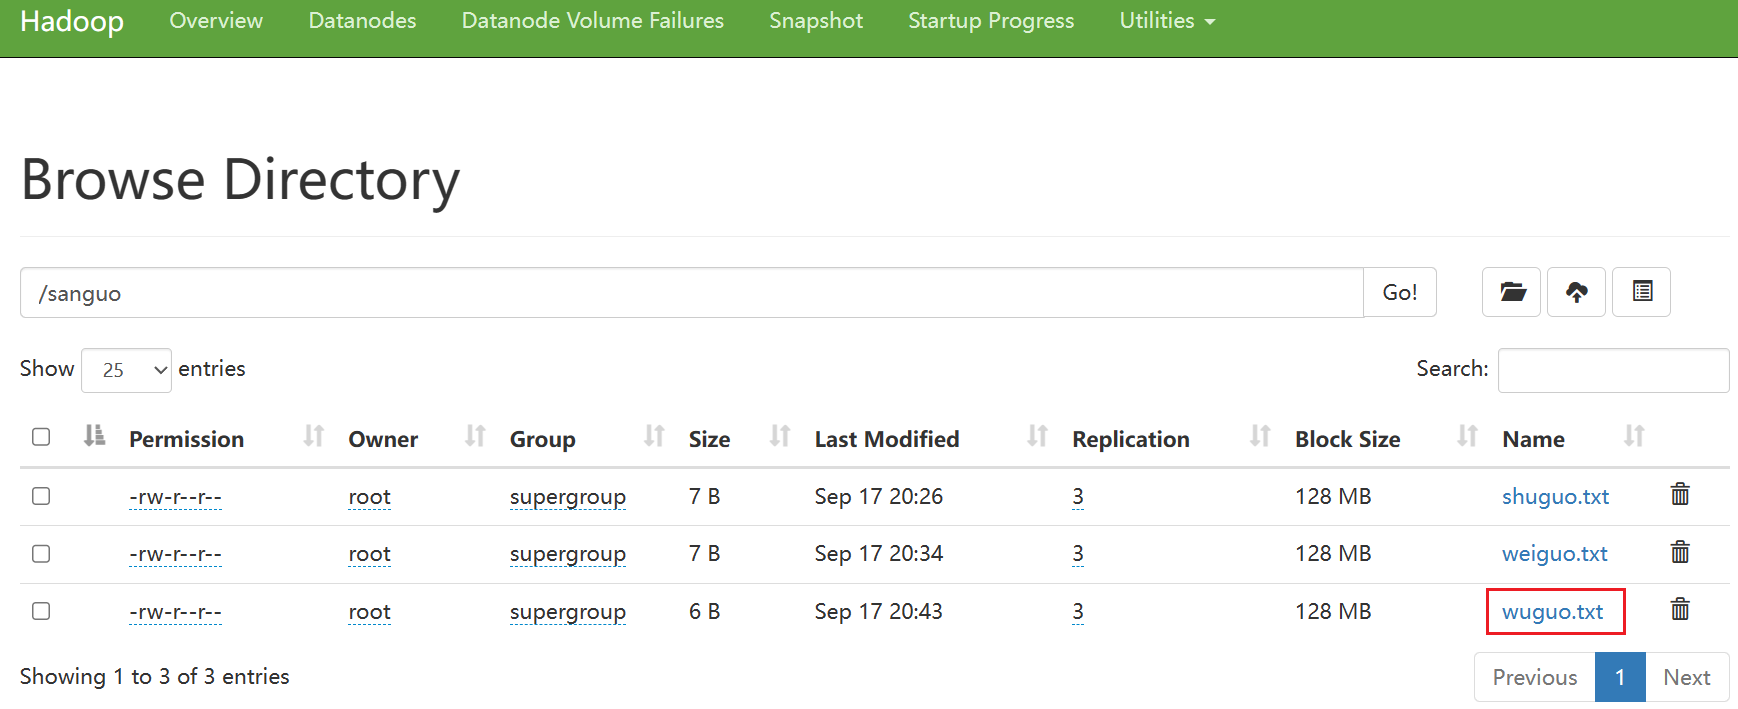 Hadoop Overview Datanodes Datanode Volume Failures Snapshot Startup Progress Utilities
Browse Directory
/sanguo Go!
Show 25 entries Search:
Permission Owner Group Size Last Modified Replication Block Size Name
-rw-r--r-- root supergroup 7 B Sep 17 20:26 3 128 MB shuguo.txt
-rw-r--r-- root supergroup 7 B Sep 17 20:34 3 128 MB weiguo.txt
-rw-r--r-- root supergroup 6 B Sep 17 20:43 3 128 MB wuguo.txt
Showing 1 to 3 of 3 entries Previous 1 Next